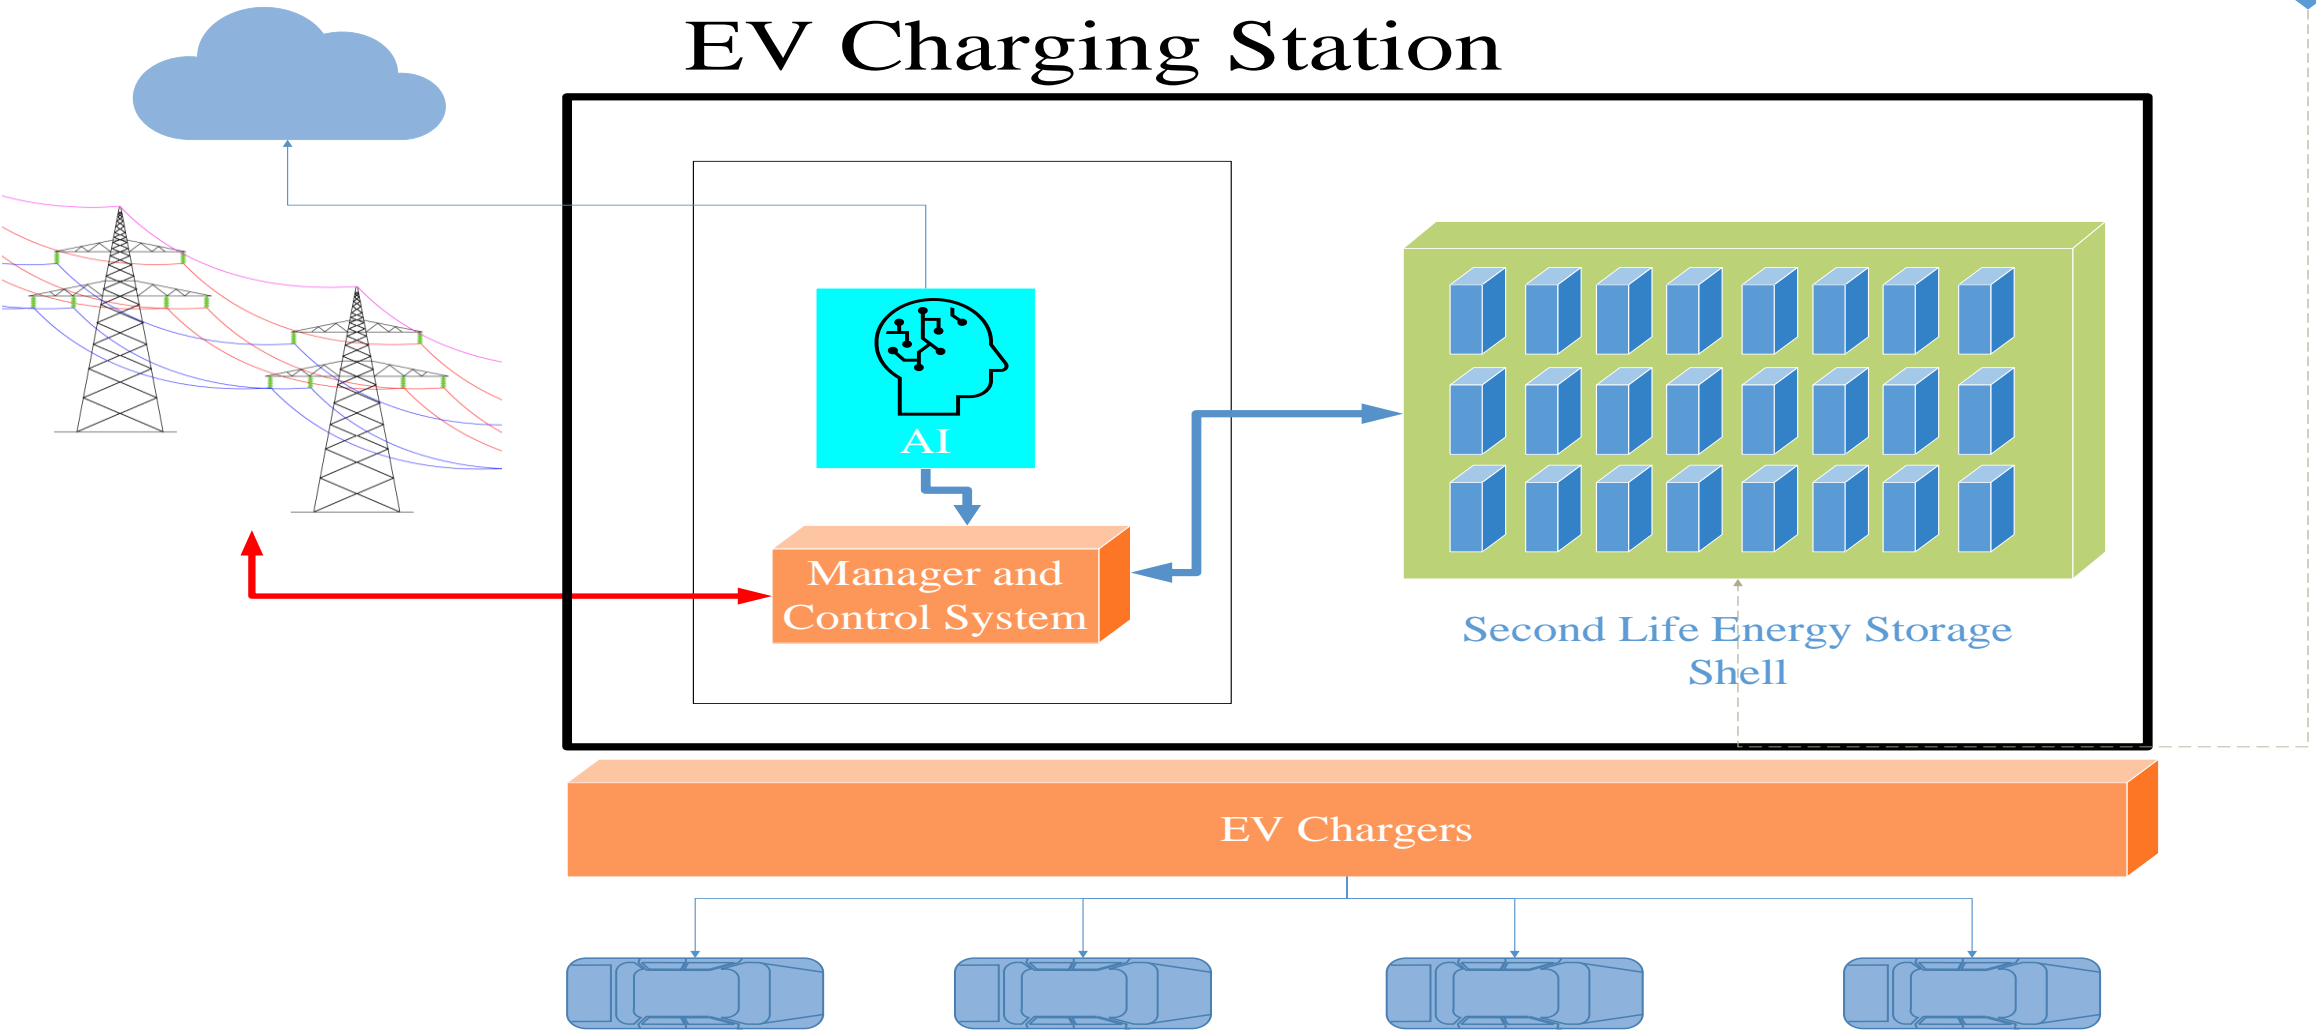 EV Charging Station
AI
Manager and
Control System
Second Life Energy Storage
Shell
EV Chargers